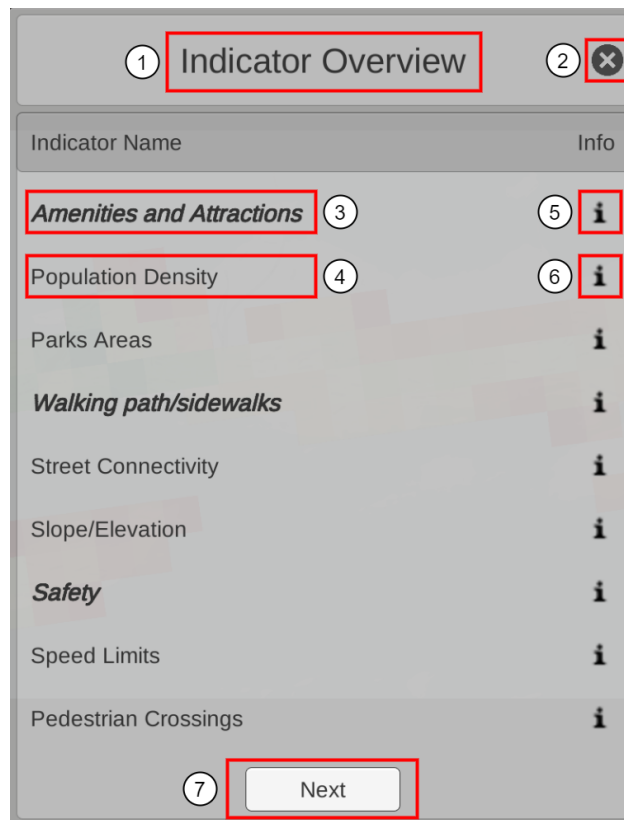 1 Indicator Overview 2
Indicator Name Info
Amenities and Attractions 3 5 i
Population Density 4 6 i
Parks Areas i
Walking path/sidewalks i
Street Connectivity i
Slope/Elevation i
Safety i
Speed Limits i
Pedestrian Crossings i
7 Next